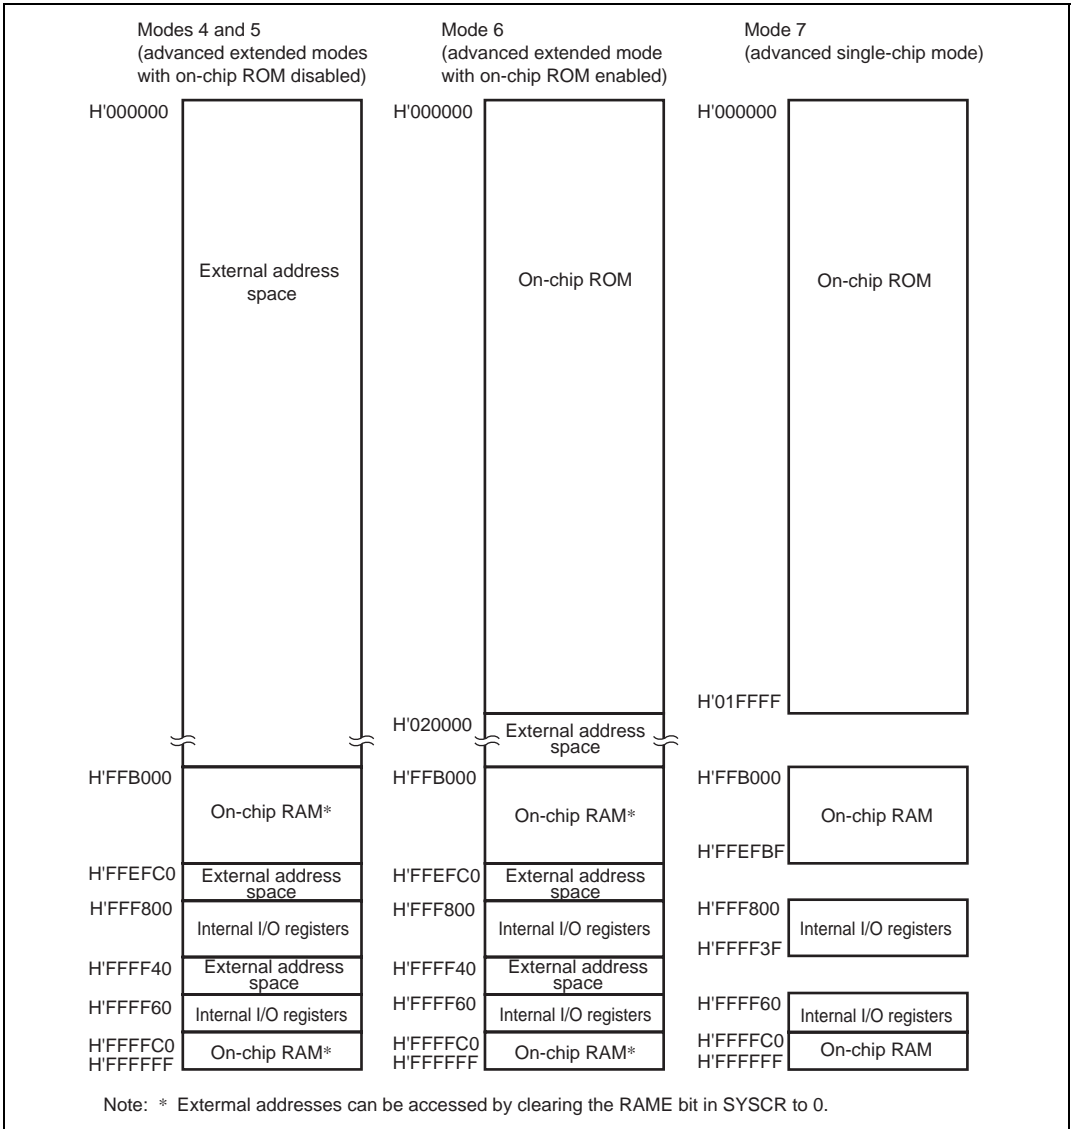 Modes 4 and 5
(advanced extended modes
with on-chip ROM disabled)
H'000000
External address
space
H'FFB000
On-chip RAM*
H'FFEFC0
External address
space
H'FFF800
Internal I/O registers
H'FFFF40
External address
space
H'FFFF60
Internal I/O registers
H'FFFFC0
On-chip RAM*
H'FFFFFF
Mode 6
(advanced extended mode
with on-chip ROM enabled)
H'000000
On-chip ROM
H'020000
External address
space
H'FFB000
On-chip RAM*
H'FFEFC0
External address
space
H'FFF800
Internal I/O registers
H'FFFF40
External address
space
H'FFFF60
Internal I/O registers
H'FFFFC0
On-chip RAM*
H'FFFFFF
Mode 7
(advanced single-chip mode)
H'000000
On-chip ROM
H'01FFFF
H'FFB000
On-chip RAM
H'FFEFBF
H'FFF800
Internal I/O registers
H'FFFF3F
H'FFFF60
Internal I/O registers
H'FFFFC0
On-chip RAM
H'FFFFFF
Note: * Extermal addresses can be accessed by clearing the RAME bit in SYSCR to 0.